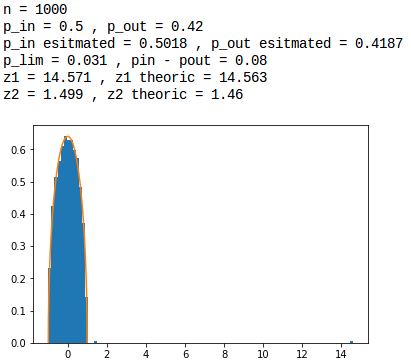 n = 1000
p_in = 0.5 , p_out = 0.42
p_in esitmated = 0.5018 , p_out esitmated = 0.4187
p_lim = 0.031 , pin - pout = 0.08
z1 = 14.571 , z1 theoric = 14.563
z2 = 1.499 , z2 theoric = 1.46
0.6
0.5
0.4
0.3
0.2
0.1
0.0
0 2 4 6 8 10 12 14